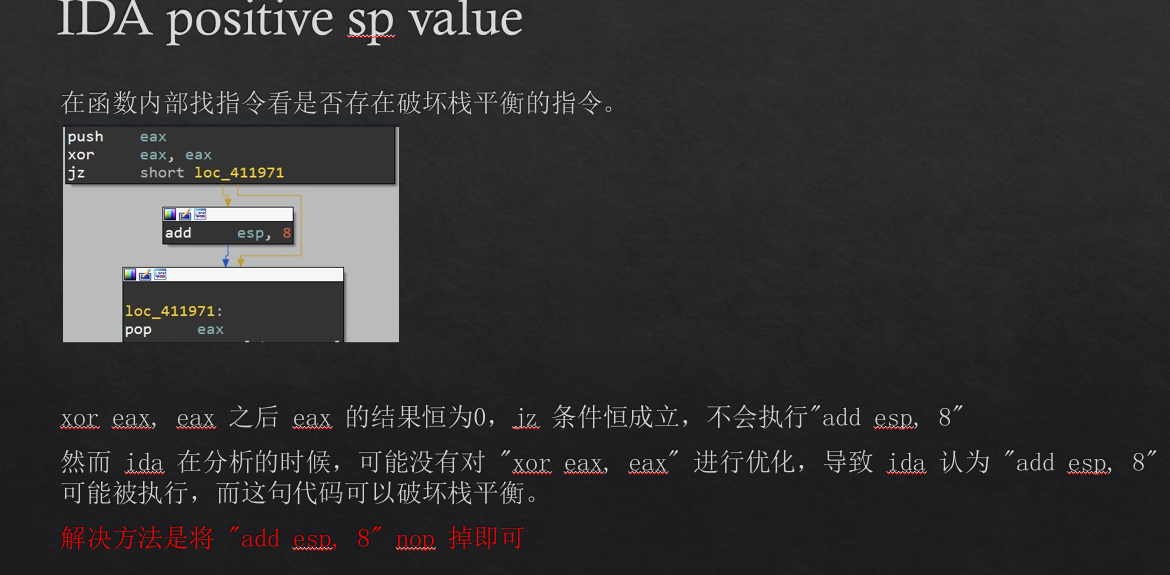 IDA positive sp value
在函数内部找指令看是否存在破坏栈平衡的指令。
push eax
xor eax, eax
jz short loc_411971
add esp, 8
loc_411971:
pop eax
xor eax, eax 之后 eax 的结果恒为0，jz 条件恒成立，不会执行"add esp, 8"
然而 ida 在分析的时候，可能没有对 "xor eax, eax" 进行优化，导致 ida 认为 "add esp, 8"
可能被执行，而这句代码可以破坏栈平衡。
解决方法是将 "add esp, 8" nop 掉即可